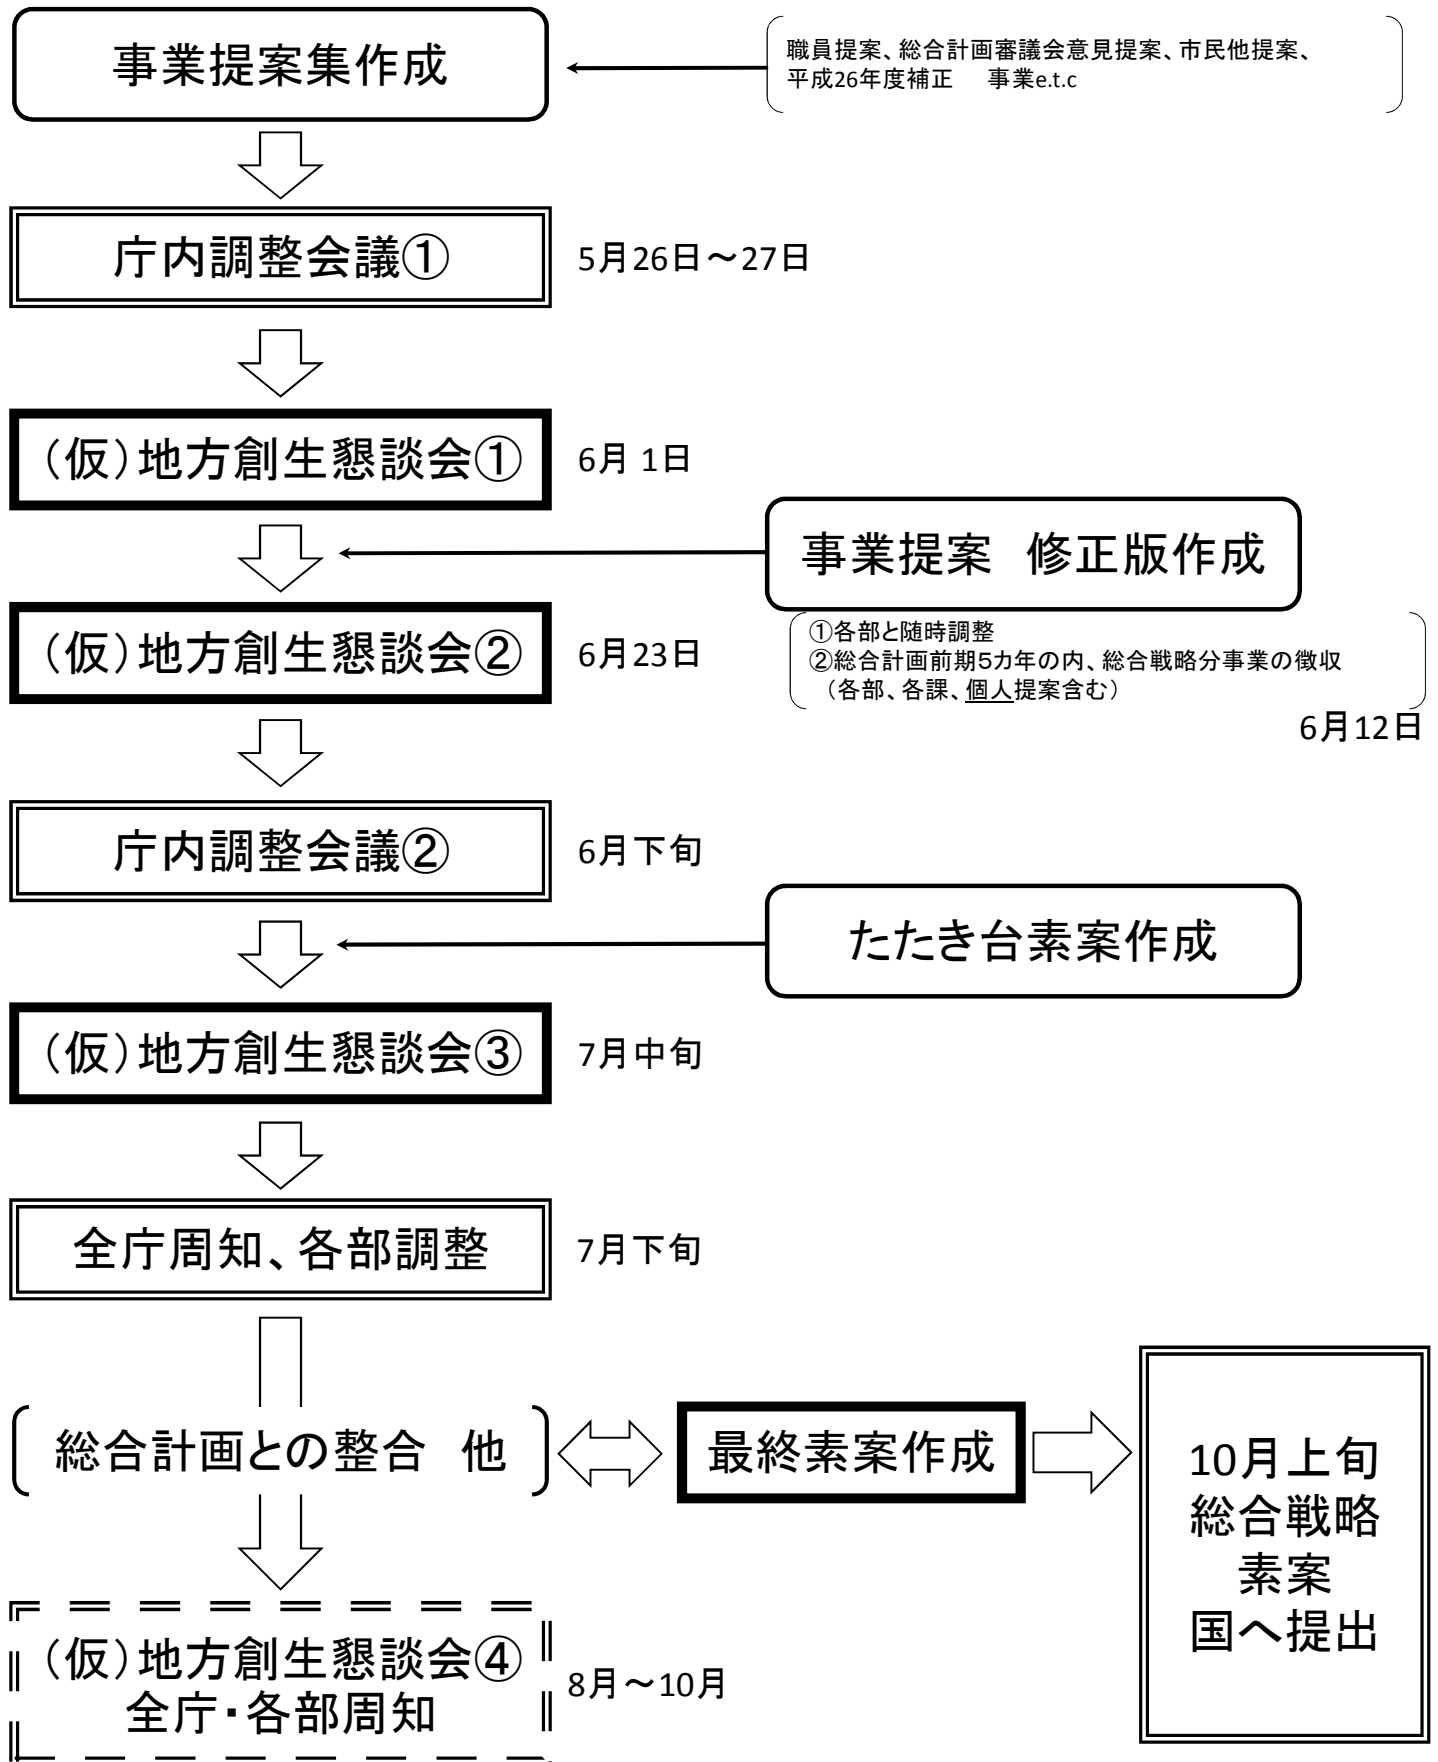 事業提案集作成
職員提案、総合計画審議会意見提案、市民他提案、
平成26年度補正　事業e.t.c
庁内調整会議①
5月26日～27日
（仮）地方創生懇談会①
6月 1日
事業提案　修正版作成
（仮）地方創生懇談会②
6月23日
①各部と随時調整
②総合計画前期5カ年の内、総合戦略分事業の徴収
（各部、各課、個人提案含む）
6月12日
庁内調整会議②
6月下旬
たたき台素案作成
（仮）地方創生懇談会③
7月中旬
全庁周知、各部調整
7月下旬
総合計画との整合　他
最終素案作成
10月上旬
総合戦略
素案
国へ提出
（仮）地方創生懇談会④
全庁・各部周知
8月～10月